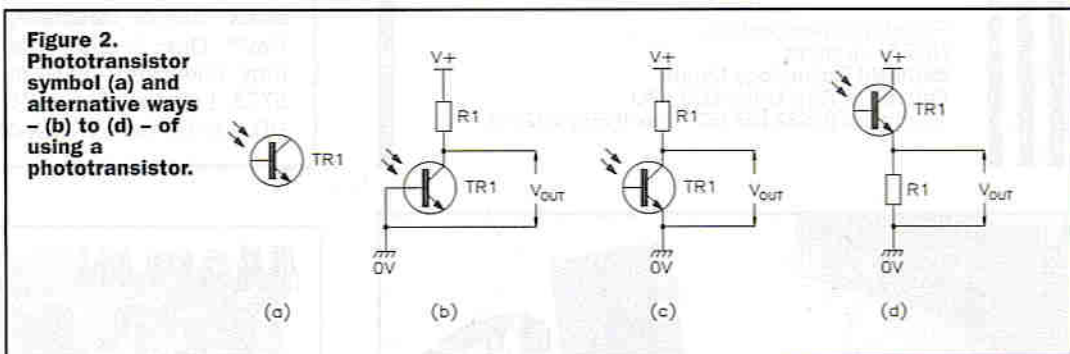 Figure 2.
Phototransistor
symbol (a) and
alternative ways
– (b) to (d) – of
using a
phototransistor.
TR1
(a)
V+
R1
TR1
VOUT
0V
(b)
V+
R1
TR1
VOUT
0V
(c)
V+
TR1
R1
VOUT
0V
(d)